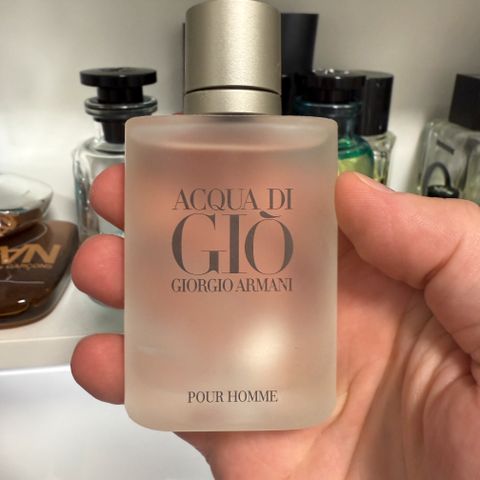 ACQUA DI
GIÒ
GIORGIO ARMANI
POUR HOMME